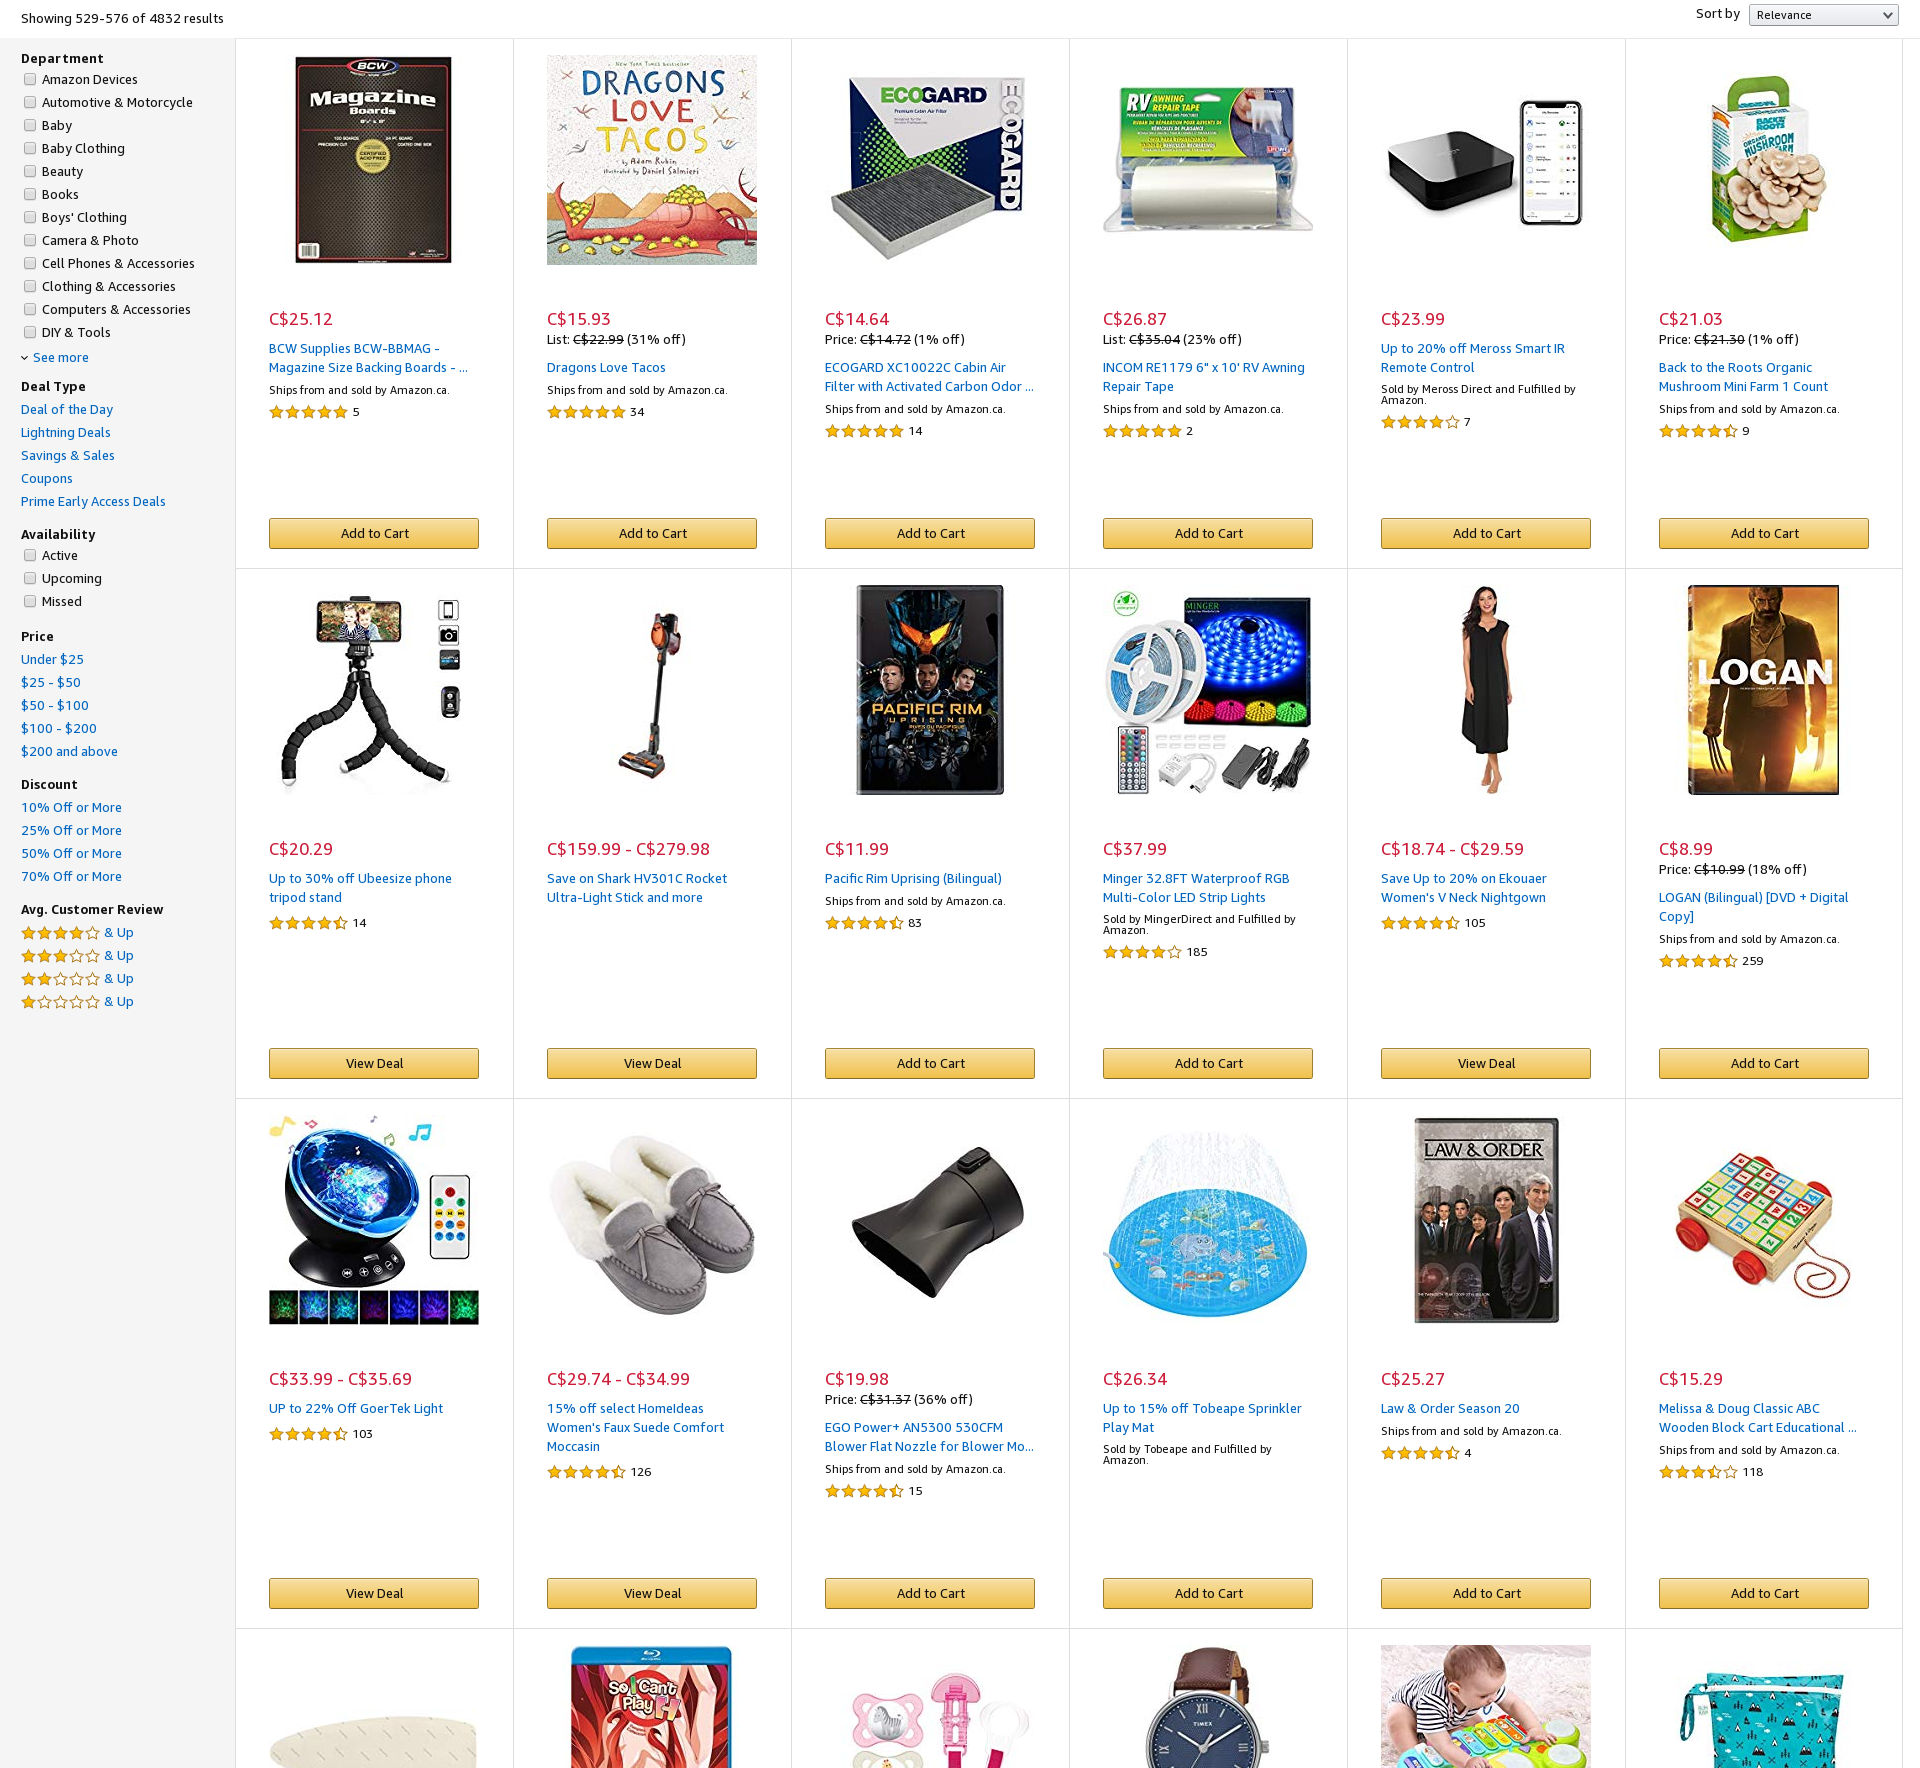 Showing 529-576 of 4832 results
Sort by
Relevance
Department
Amazon Devices
Automotive & Motorcycle
Baby
Baby Clothing
Beauty
Books
Boys' Clothing
Camera & Photo
Cell Phones & Accessories
Clothing & Accessories
Computers & Accessories
DIY & Tools
See more
Deal Type
Deal of the Day
Lightning Deals
Savings & Sales
Coupons
Prime Early Access Deals
Availability
Active
Upcoming
Missed
Price
Under $25
$25 - $50
$50 - $100
$100 - $200
$200 and above
Discount
10% Off or More
25% Off or More
50% Off or More
70% Off or More
Avg. Customer Review
& Up
& Up
& Up
& Up
BCW
Magazine
Boards
C$25.12
BCW Supplies BCW-BBMAG -
Magazine Size Backing Boards - ...
Ships from and sold by Amazon.ca.
5
Add to Cart
New York Times Bestseller
DRAGONS
LOVE
TACOS
by Adam Rubin
illustrated by Daniel Salmieri
C$15.93
List: C$22.99 (31% off)
Dragons Love Tacos
Ships from and sold by Amazon.ca.
34
Add to Cart
ECOGARD
ECOGARD
Premium Cabin Air Filter
C$14.64
Price: C$14.72 (1% off)
ECOGARD XC10022C Cabin Air
Filter with Activated Carbon Odor ...
Ships from and sold by Amazon.ca.
14
Add to Cart
RV AWNING
REPAIR TAPE
C$26.87
List: C$35.04 (23% off)
INCOM RE1179 6" x 10' RV Awning
Repair Tape
Ships from and sold by Amazon.ca.
2
Add to Cart
C$23.99
Up to 20% off Meross Smart IR
Remote Control
Sold by Meross Direct and Fulfilled by
Amazon.
7
Add to Cart
BACK TO THE ROOTS
ORGANIC
MUSHROOM
FARM
C$21.03
Price: C$21.30 (1% off)
Back to the Roots Organic
Mushroom Mini Farm 1 Count
Ships from and sold by Amazon.ca.
9
Add to Cart
C$20.29
Up to 30% off Ubeesize phone
tripod stand
14
View Deal
C$159.99 - C$279.98
Save on Shark HV301C Rocket
Ultra-Light Stick and more
View Deal
PACIFIC RIM
UPRISING
C$11.99
Pacific Rim Uprising (Bilingual)
Ships from and sold by Amazon.ca.
83
Add to Cart
MINGER
C$37.99
Minger 32.8FT Waterproof RGB
Multi-Color LED Strip Lights
Sold by MingerDirect and Fulfilled by
Amazon.
185
Add to Cart
C$18.74 - C$29.59
Save Up to 20% on Ekouaer
Women's V Neck Nightgown
105
View Deal
LOGAN
C$8.99
Price: C$10.99 (18% off)
LOGAN (Bilingual) [DVD + Digital
Copy]
Ships from and sold by Amazon.ca.
259
Add to Cart
C$33.99 - C$35.69
UP to 22% Off GoerTek Light
103
View Deal
C$29.74 - C$34.99
15% off select HomeIdeas
Women's Faux Suede Comfort
Moccasin
126
View Deal
C$19.98
Price: C$31.37 (36% off)
EGO Power+ AN5300 530CFM
Blower Flat Nozzle for Blower Mo...
Ships from and sold by Amazon.ca.
15
Add to Cart
C$26.34
Up to 15% off Tobeape Sprinkler
Play Mat
Sold by Tobeape and Fulfilled by
Amazon.
Add to Cart
LAW & ORDER
20
C$25.27
Law & Order Season 20
Ships from and sold by Amazon.ca.
4
Add to Cart
C$15.29
Melissa & Doug Classic ABC
Wooden Block Cart Educational ...
Ships from and sold by Amazon.ca.
118
Add to Cart
So I Can't
Play H
TIMEX